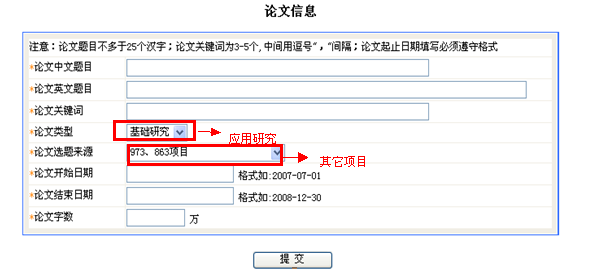 论文信息
注意：论文题目不多于25个汉字；论文关键词为3-5个,中间用逗号”，“间隔；论文起止日期填写必须遵守格式
*论文中文题目
*论文英文题目
*论文关键词
*论文类型 基础研究 应用研究
*论文选题来源 973、863项目 其它项目
*论文开始日期 格式如:2007-07-01
*论文结束日期 格式如:2008-12-30
*论文字数 万
提 交